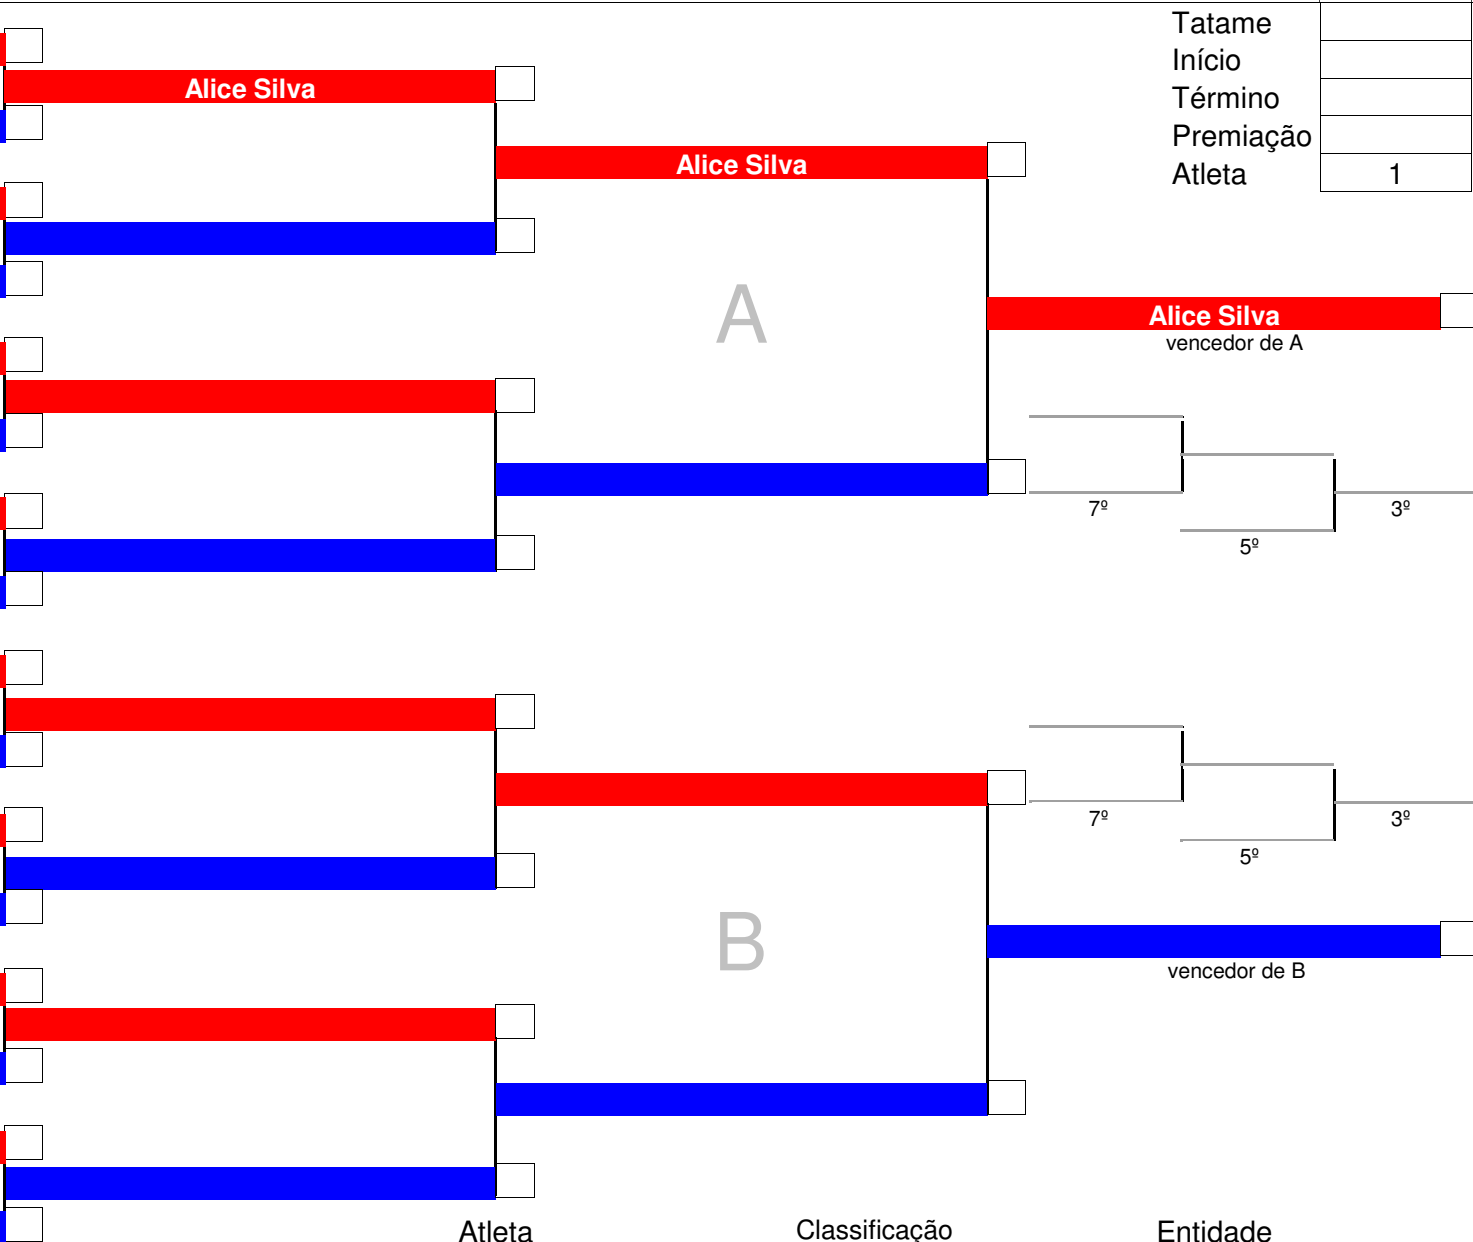 Tatame
Início
Término
Premiação
Atleta 1
Alice Silva
Alice Silva
A
Alice Silva
vencedor de A
7º
3º
5º
7º
3º
5º
B
vencedor de B
Atleta Classificação Entidade